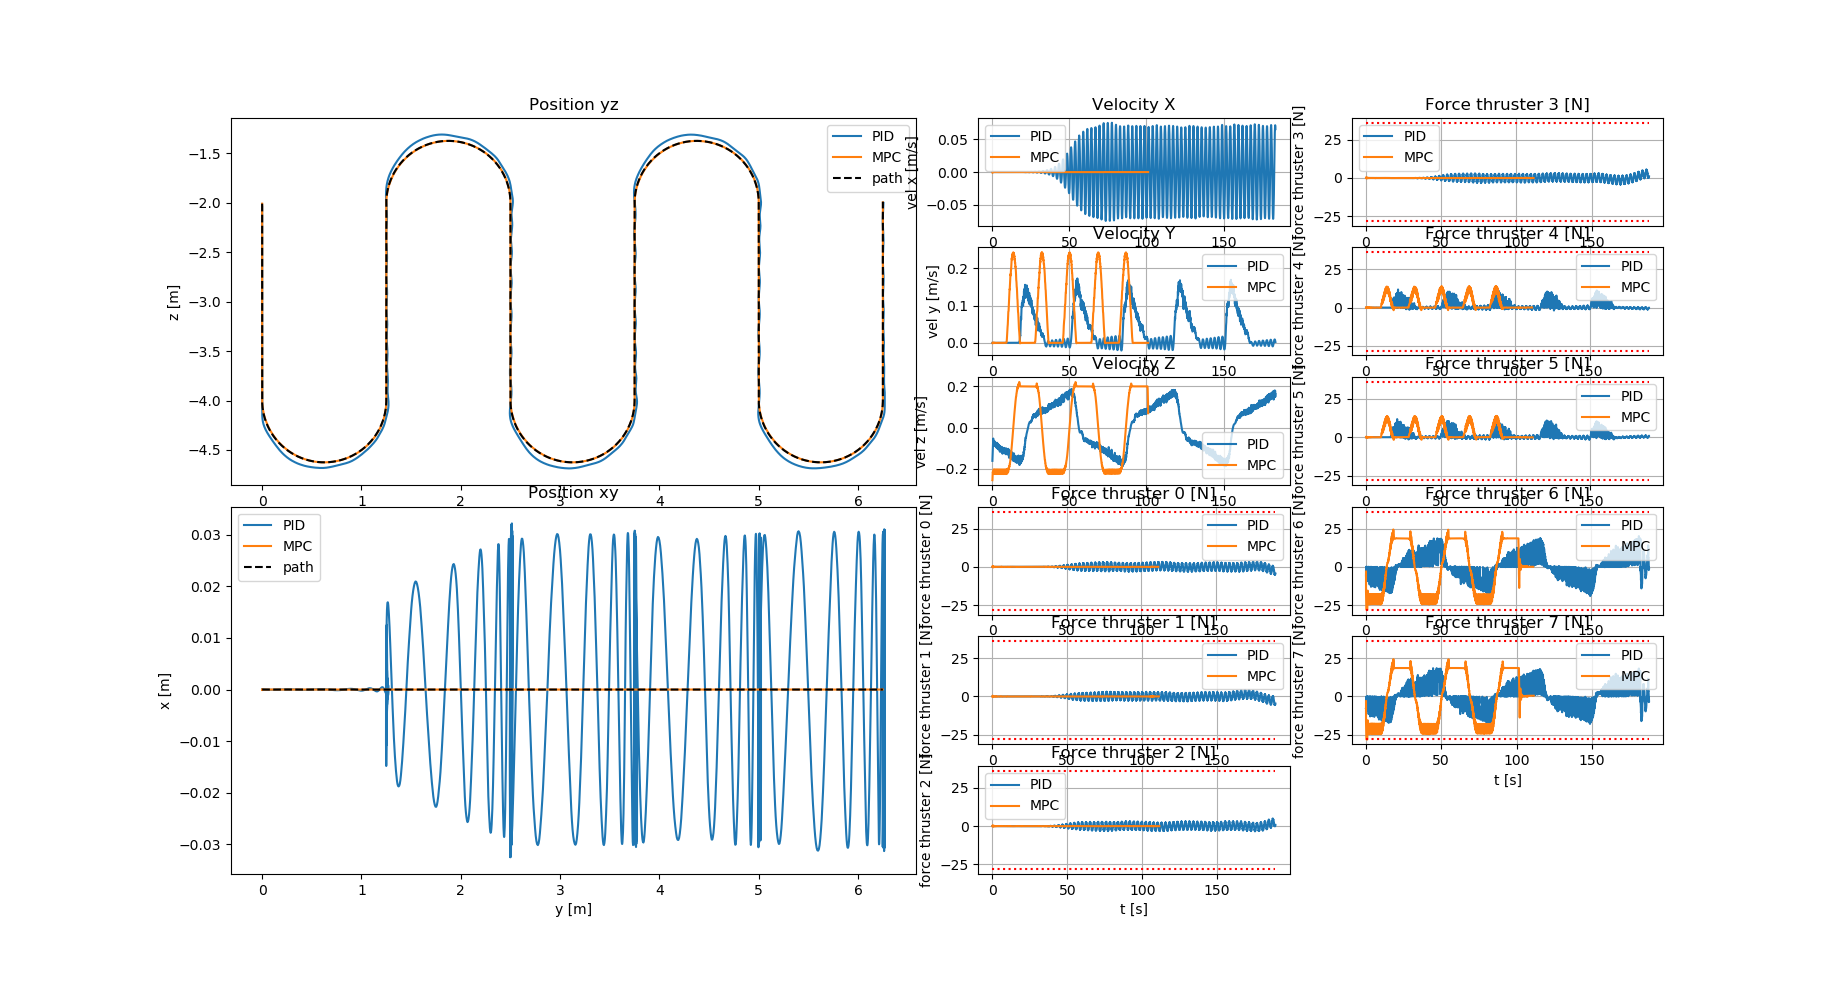 Position yz
PID
MPC
path
z [m]
−1.5
−2.0
−2.5
−3.0
−3.5
−4.0
−4.5
0 1 2 3 4 5 6
Position xy
PID
MPC
path
x [m]
0.03
0.02
0.01
0.00
−0.01
−0.02
−0.03
0 1 2 3 4 5 6
y [m]
Velocity X
PID
MPC
vel x [m/s]
0.05
0.00
−0.05
0 50 100 150
Velocity Y
PID
MPC
vel y [m/s]
0.2
0.1
0.0
0 50 100 150
Velocity Z
PID
MPC
vel z [m/s]
0.2
0.0
−0.2
0 50 100 150
Force thruster 0 [N]
PID
MPC
force thruster 0 [N]
25
0
−25
0 50 100 150
Force thruster 1 [N]
PID
MPC
force thruster 1 [N]
25
0
−25
0 50 100 150
Force thruster 2 [N]
PID
MPC
force thruster 2 [N]
25
0
−25
0 50 100 150
t [s]
Force thruster 3 [N]
PID
MPC
force thruster 3 [N]
25
0
−25
0 50 100 150
Force thruster 4 [N]
PID
MPC
force thruster 4 [N]
25
0
−25
0 50 100 150
Force thruster 5 [N]
PID
MPC
force thruster 5 [N]
25
0
−25
0 50 100 150
Force thruster 6 [N]
PID
MPC
force thruster 6 [N]
25
0
−25
0 50 100 150
Force thruster 7 [N]
PID
MPC
force thruster 7 [N]
25
0
−25
0 50 100 150
t [s]